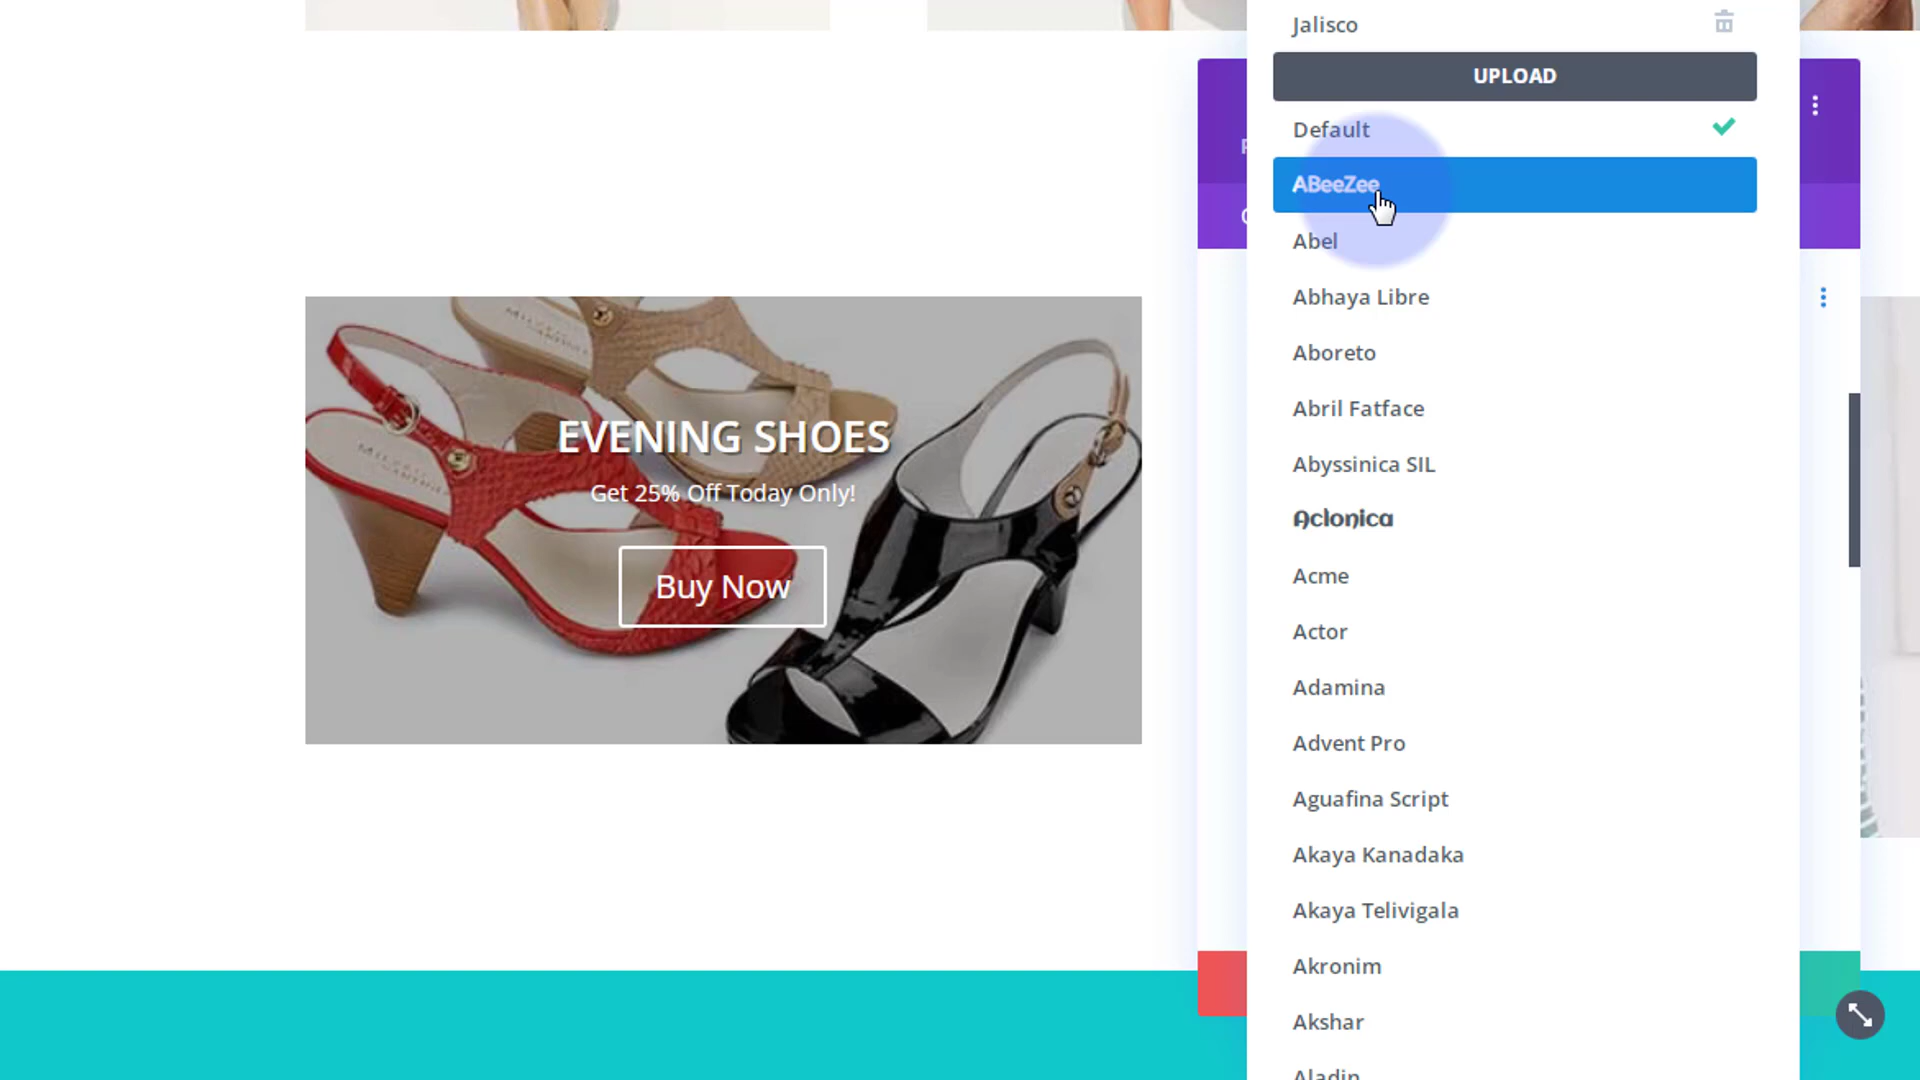 Jalisco
UPLOAD
Default
ABeeZee
Abel
Abhaya Libre
Aboreto
Abril Fatface
Abyssinica SIL
Aclonica
Acme
Actor
Adamina
Advent Pro
Aguafina Script
Akaya Kanadaka
Akaya Telivigala
Akronim
Akshar
Aladin
EVENING SHOES
Get 25% Off Today Only!
Buy Now